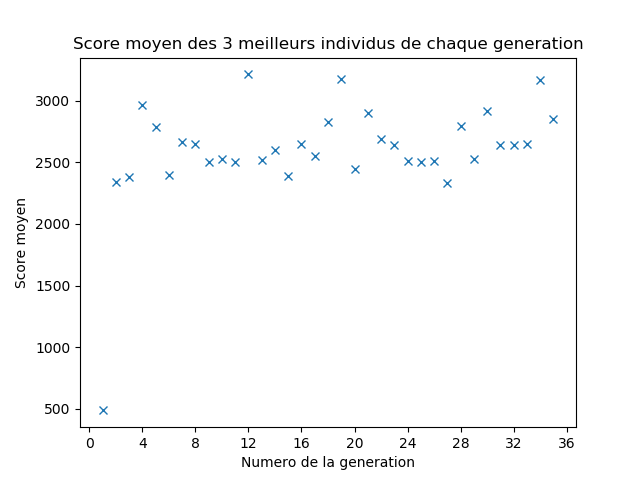 Score moyen des 3 meilleurs individus de chaque generation
3000
2500
2000
1500
1000
500
Score moyen
0 4 8 12 16 20 24 28 32 36
Numero de la generation